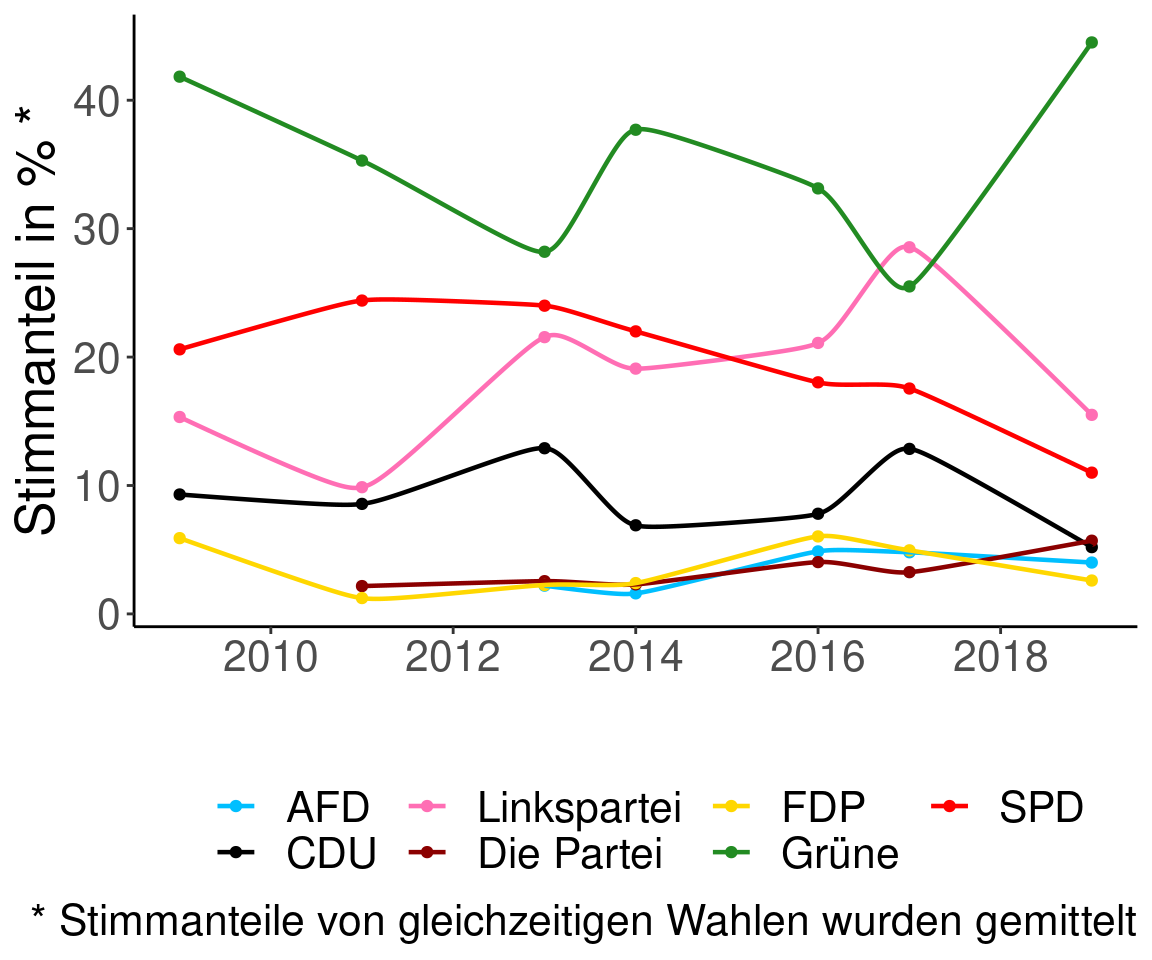 Stimmanteil in % *
40
30
20
10
0
2010 2012 2014 2016 2018
AFD Linkspartei FDP SPD
CDU Die Partei Grüne
* Stimmanteile von gleichzeitigen Wahlen wurden gemittelt